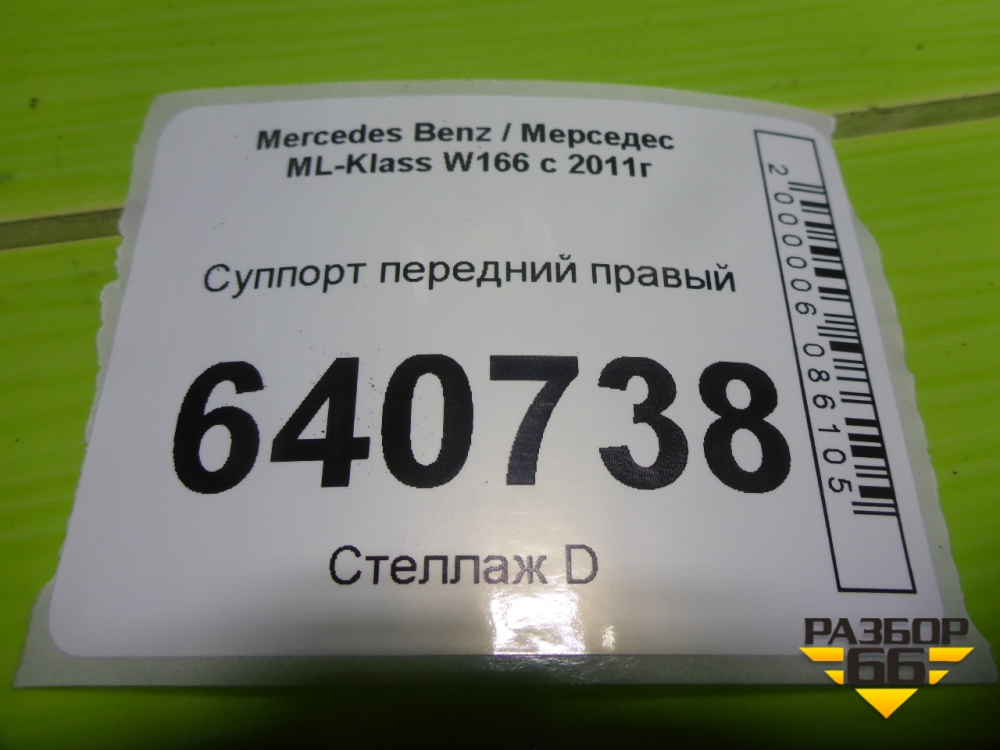 Mercedes Benz / Мерседес
ML-Klass W166 с 2011г
Суппорт передний правый
640738
Стеллаж D
2000006086105
РАЗБОР
66